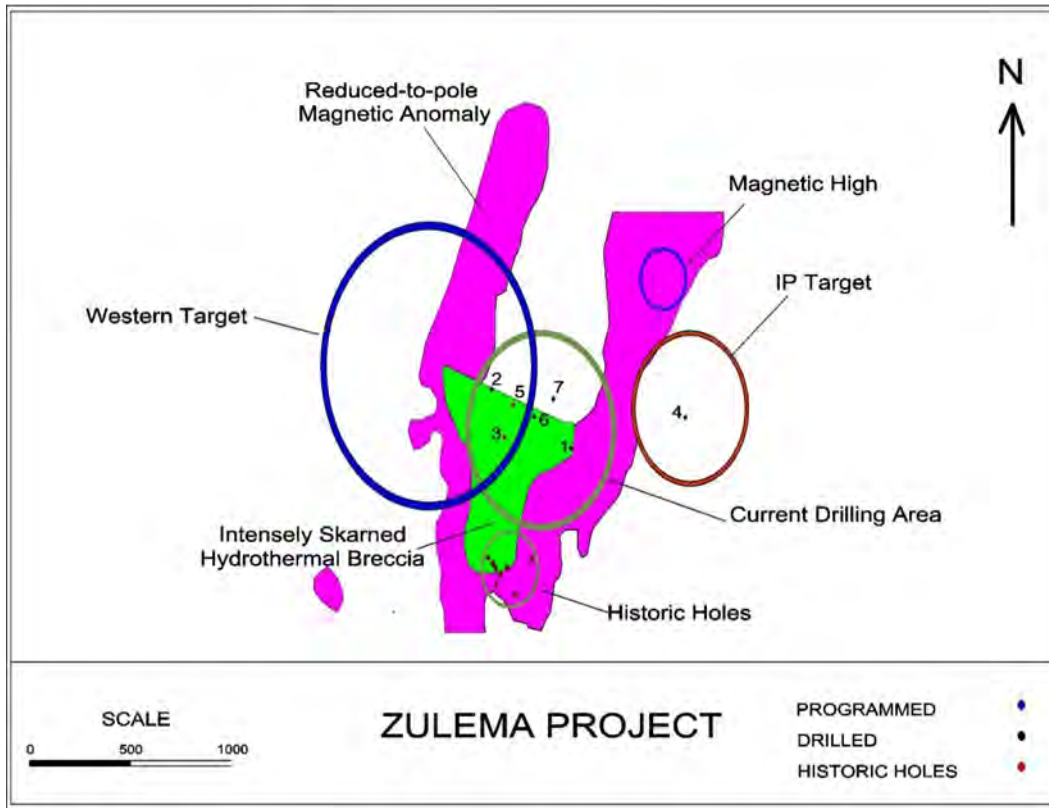 Reduced-to-pole
Magnetic Anomaly
N
Magnetic High
IP Target
Western Target
2
5
7
6
3
1
4
Current Drilling Area
Intensely Skarned
Hydrothermal Breccia
Historic Holes
SCALE
0 500 1000
ZULEMA PROJECT
PROGRAMMED
DRILLED
HISTORIC HOLES